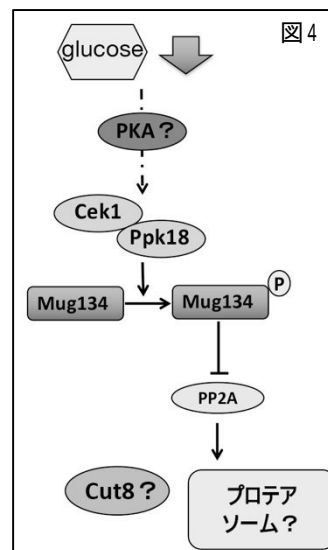 図4
glucose
PKA？
Cek1
Ppk18
Mug134
Mug134
P
PP2A
Cut8？
プロテア
ソーム？